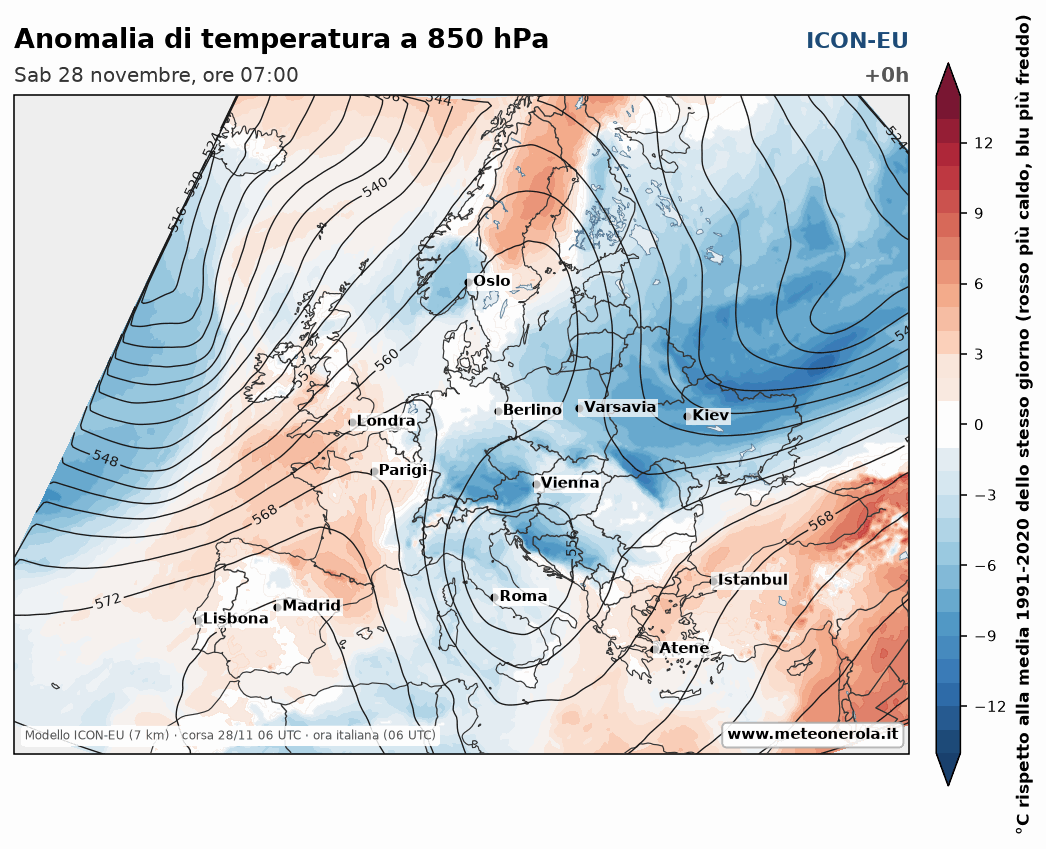 Anomalia di temperatura a 850 hPa
ICON-EU
Sab 28 novembre, ore 07:00
+0h
544
524
520
516
540
524
560
Oslo
Berlino
Varsavia
Kiev
Londra
Parigi
Vienna
548
568
568
556
572
Istanbul
Roma
Madrid
Lisbona
Atene
Modello ICON-EU (7 km) · corsa 28/11 06 UTC · ora italiana (06 UTC)
www.meteonerola.it
12
9
6
3
0
−3
−6
−9
−12
°C rispetto alla media 1991-2020 dello stesso giorno (rosso più caldo, blu più freddo)